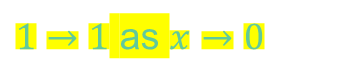 1 → 1 as x → 0